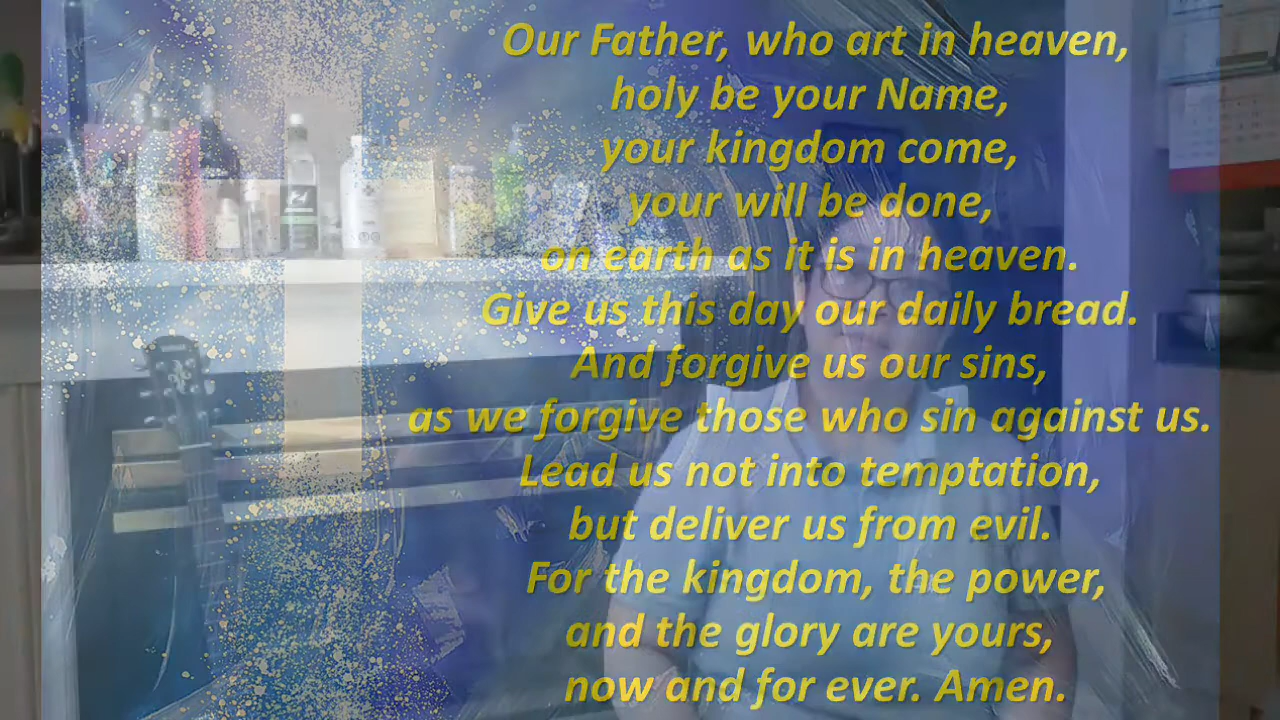 Our Father, who art in heaven,
holy be your Name,
your kingdom come,
your will be done,
on earth as it is in heaven.
Give us this day our daily bread.
And forgive us our sins,
as we forgive those who sin against us.
Lead us not into temptation,
but deliver us from evil.
For the kingdom, the power,
and the glory are yours,
now and for ever. Amen.